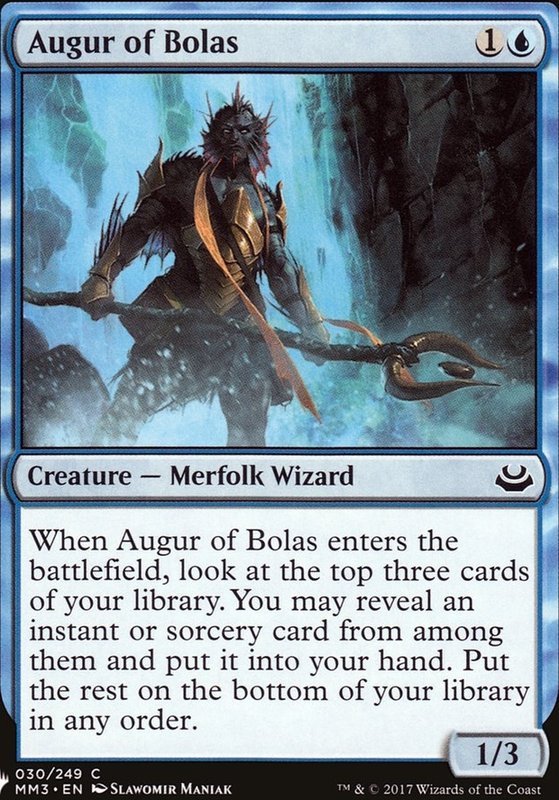 Augur of Bolas
1
Creature — Merfolk Wizard
When Augur of Bolas enters the
battlefield, look at the top three cards
of your library. You may reveal an
instant or sorcery card from among
them and put it into your hand. Put
the rest on the bottom of your library
in any order.
1/3
030/249 C
MM3 • EN Slawomir Maniak
™ & © 2017 Wizards of the Coast